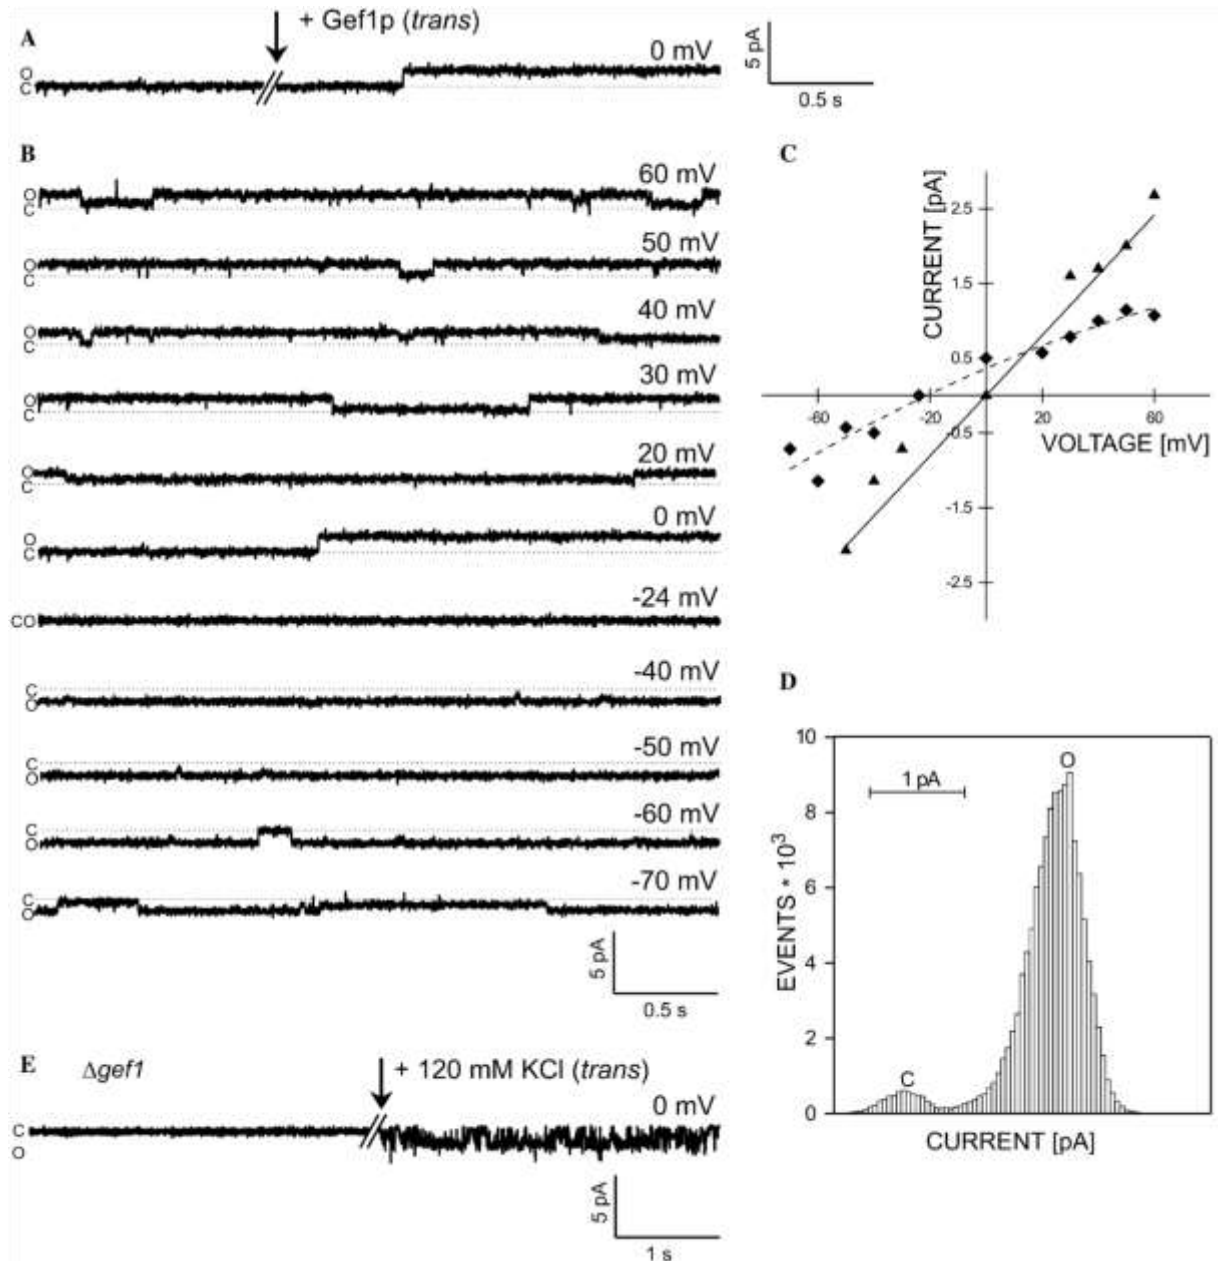 + Gef1p (trans)
A
0 mV
O
C
5 pA
0.5 s
B
60 mV
O
C
50 mV
O
C
40 mV
O
C
30 mV
O
C
20 mV
O
C
0 mV
O
C
-24 mV
CO
-40 mV
C
O
-50 mV
C
O
-60 mV
C
O
-70 mV
C
O
5 pA
0.5 s
C
CURRENT [pA]
2.5
1.5
0.5
-60
-20
20
60
-0.5
VOLTAGE [mV]
-1.5
-2.5
D
10
O
1 pA
8
6
EVENTS * 10³
4
2
C
0
CURRENT [pA]
E
Δgef1
+ 120 mM KCl (trans)
0 mV
C
O
5 pA
1 s